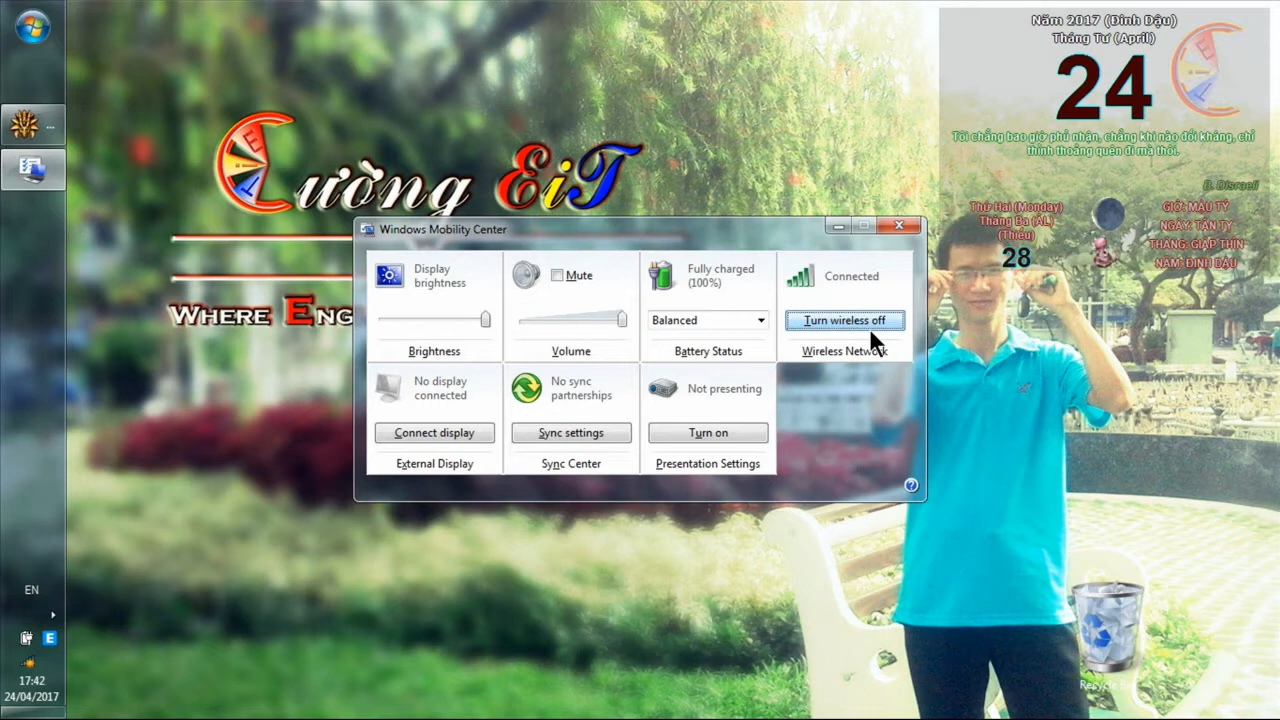 Năm 2017 (Đinh Dậu)
Tháng Tư (April)
24
Tôi chẳng bao giờ phủ nhận, chẳng khi nào đối kháng, chỉ
thỉnh thoảng quên đi mà thôi.
B. Disraeli
Thứ Hai (Monday)
Tháng Ba (ÂL)
(Thiếu)
28
GIỜ: MẬU TÝ
NGÀY: TÂN TỴ
THÁNG: GIÁP THÌN
NĂM: ĐINH DẬU
Cường EiT
WHERE ENG
Windows Mobility Center
Display
brightness
Brightness
Mute
Volume
Fully charged
(100%)
Balanced
Battery Status
Connected
Turn wireless off
Wireless Network
No display
connected
Connect display
External Display
No sync
partnerships
Sync settings
Sync Center
Not presenting
Turn on
Presentation Settings
EN
E
17:42
24/04/2017
Recycle